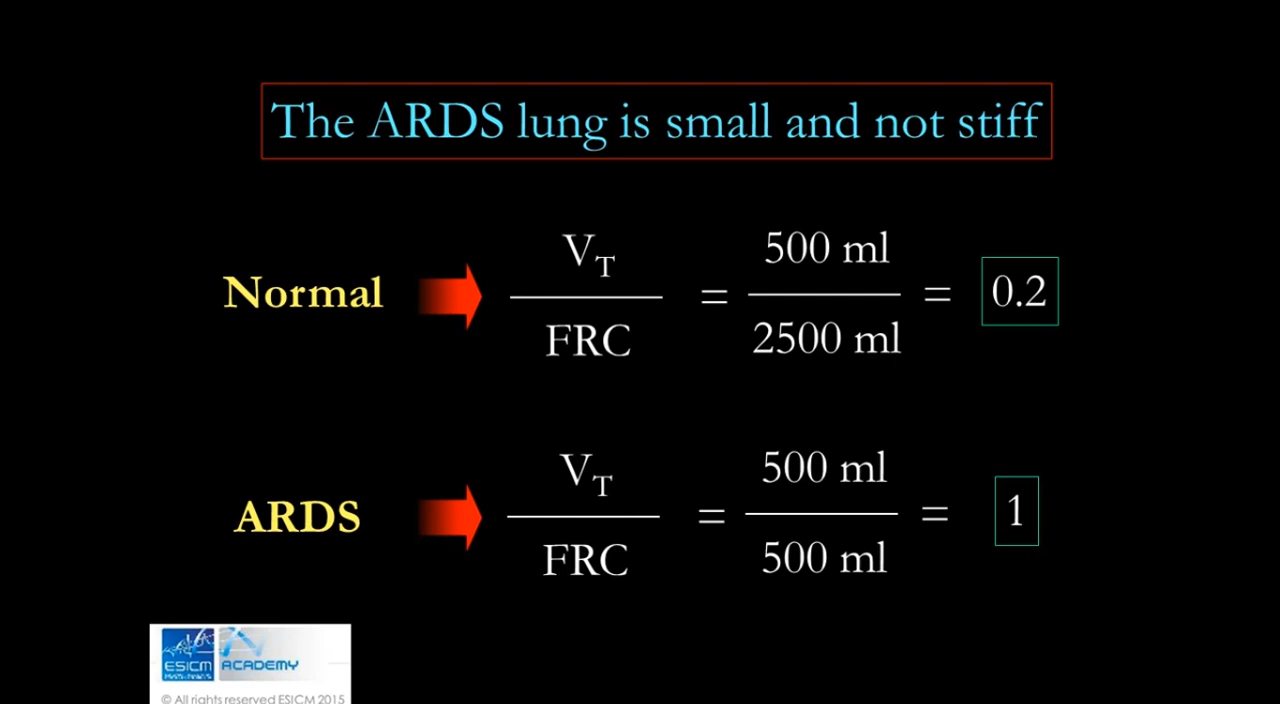 The ARDS lung is small and not stiff
Normal
V_T
FRC
=
500 ml
2500 ml
=
0.2
ARDS
V_T
FRC
=
500 ml
500 ml
=
1
ESICM
ACADEMY
© All rights reserved ESICM 2015